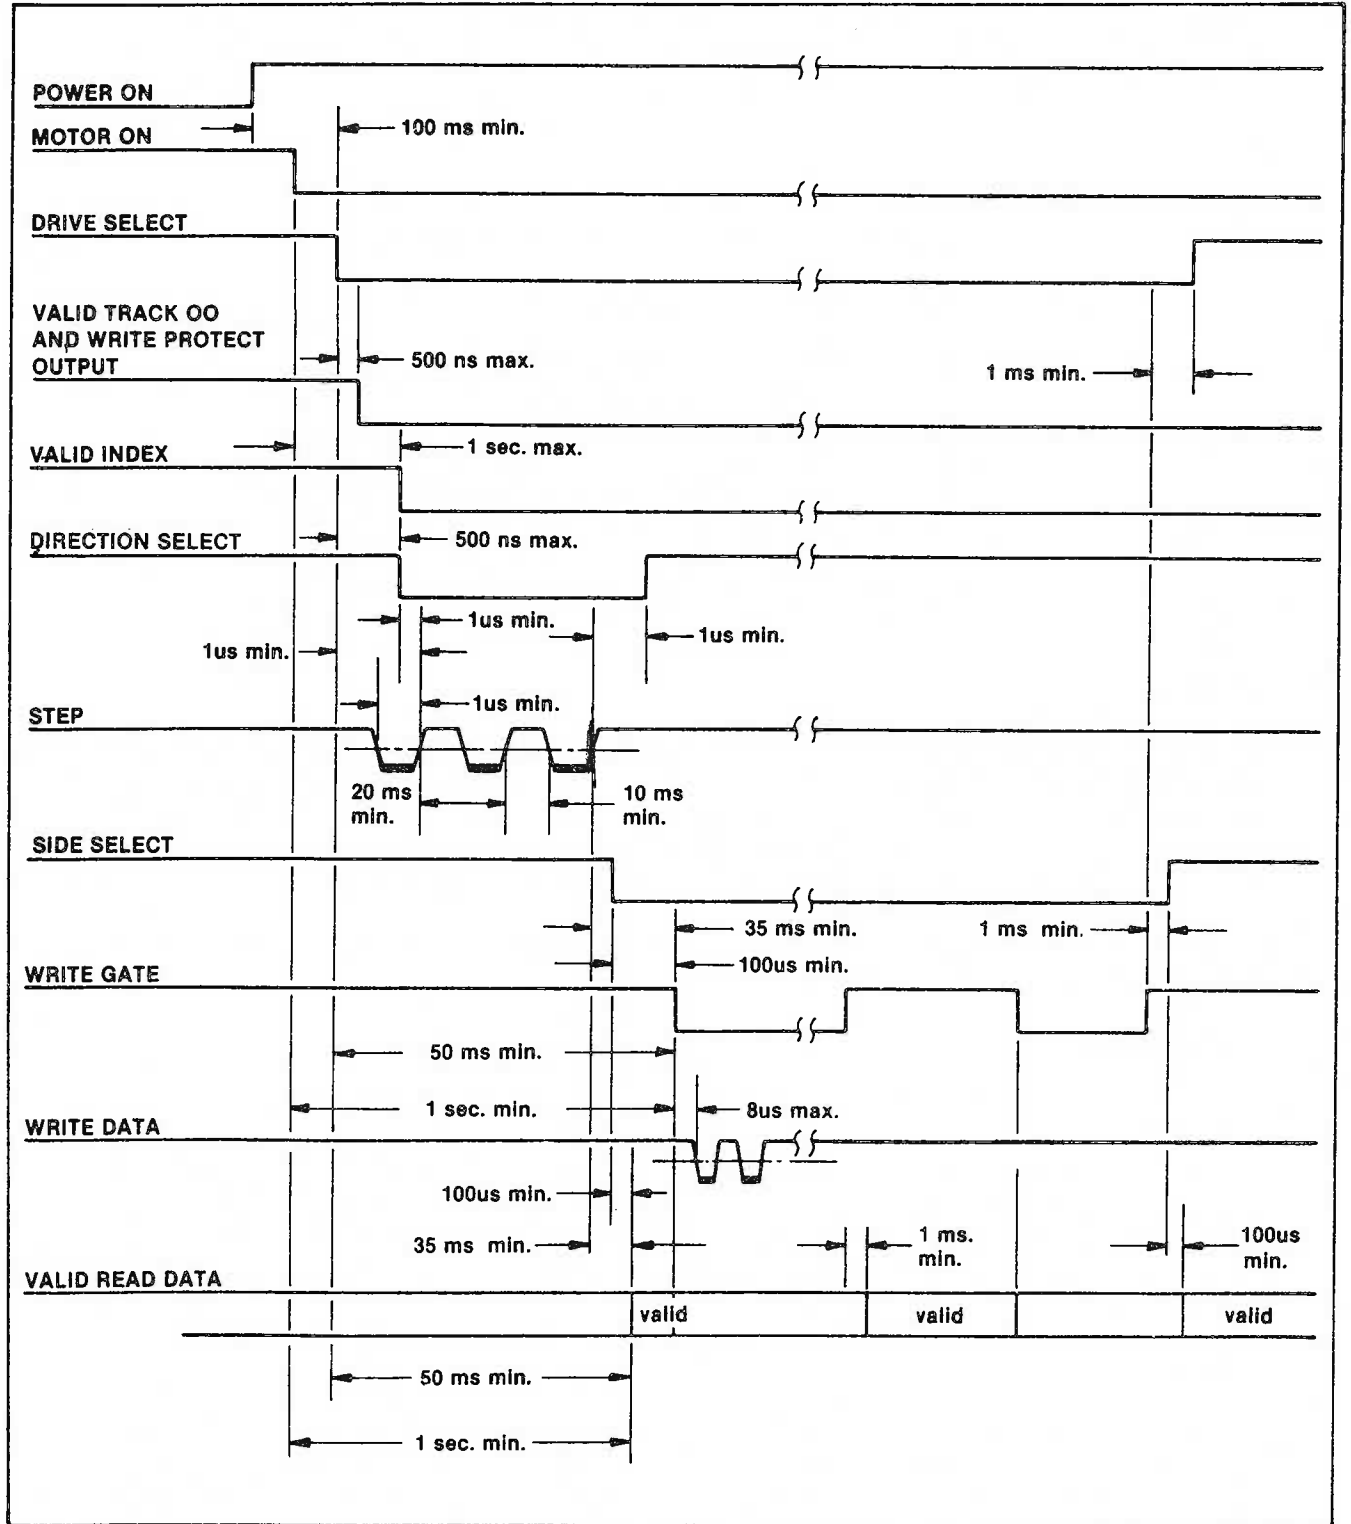 POWER ON
100 ms min.
MOTOR ON
DRIVE SELECT
VALID TRACK OO
AND WRITE PROTECT
OUTPUT
500 ns max.
1 ms min.
1 sec. max.
VALID INDEX
500 ns max.
DIRECTION SELECT
1us min.
1us min.
1us min.
1us min.
STEP
20 ms
min.
10 ms
min.
SIDE SELECT
35 ms min.
1 ms min.
100us min.
WRITE GATE
50 ms min.
1 sec. min.
8us max.
WRITE DATA
100us min.
35 ms min.
1 ms.
min.
100us
min.
VALID READ DATA
valid
valid
valid
50 ms min.
1 sec. min.